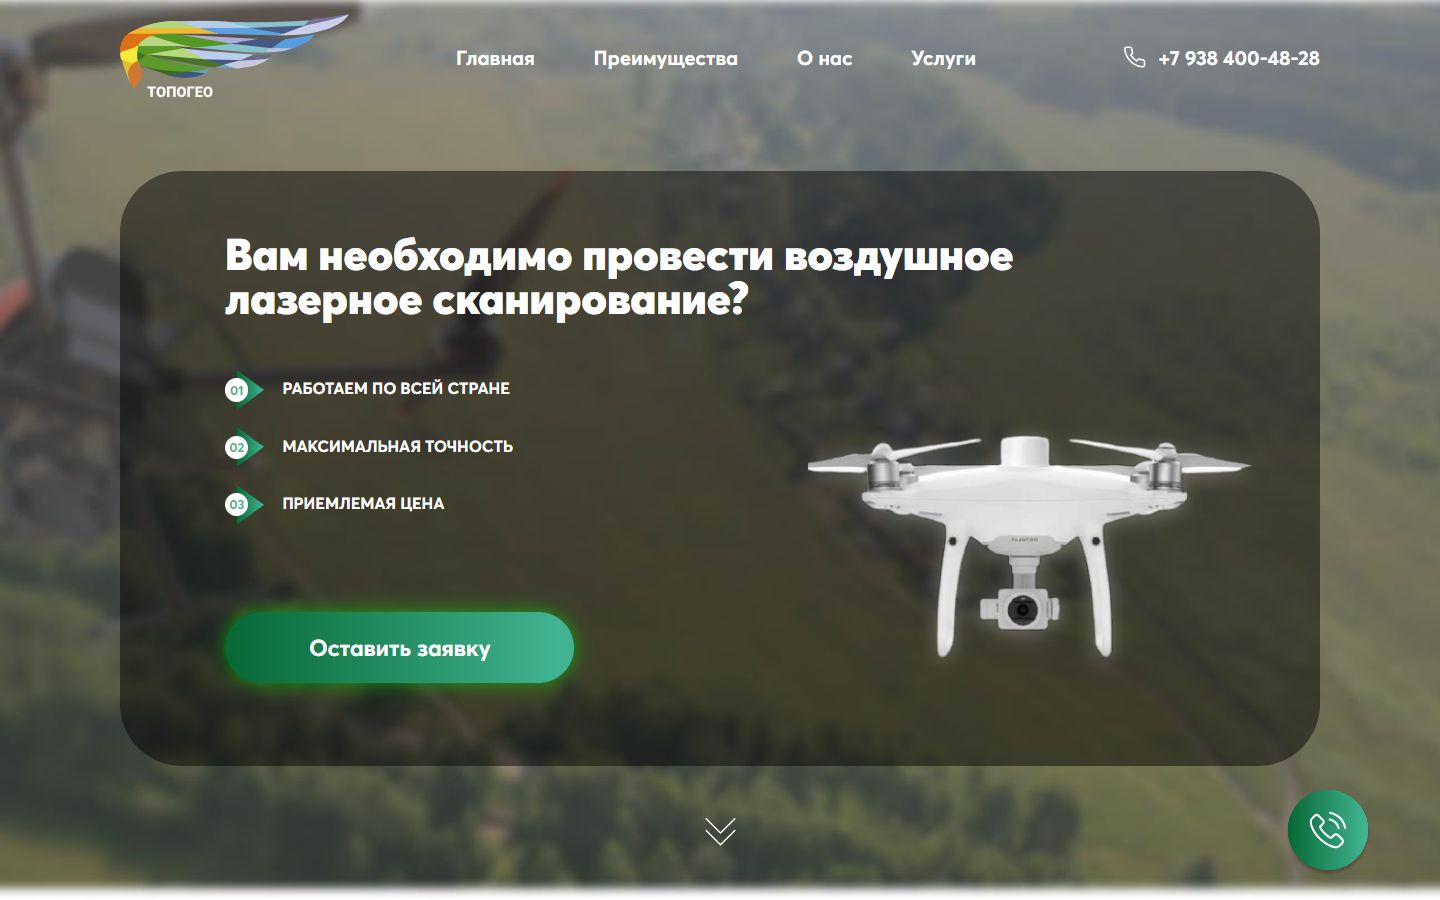 ТОПОГЕО
Главная
Преимущества
О нас
Услуги
+7 938 400-48-28
Вам необходимо провести воздушное
лазерное сканирование?
01 РАБОТАЕМ ПО ВСЕЙ СТРАНЕ
02 МАКСИМАЛЬНАЯ ТОЧНОСТЬ
03 ПРИЕМЛЕМАЯ ЦЕНА
Оставить заявку